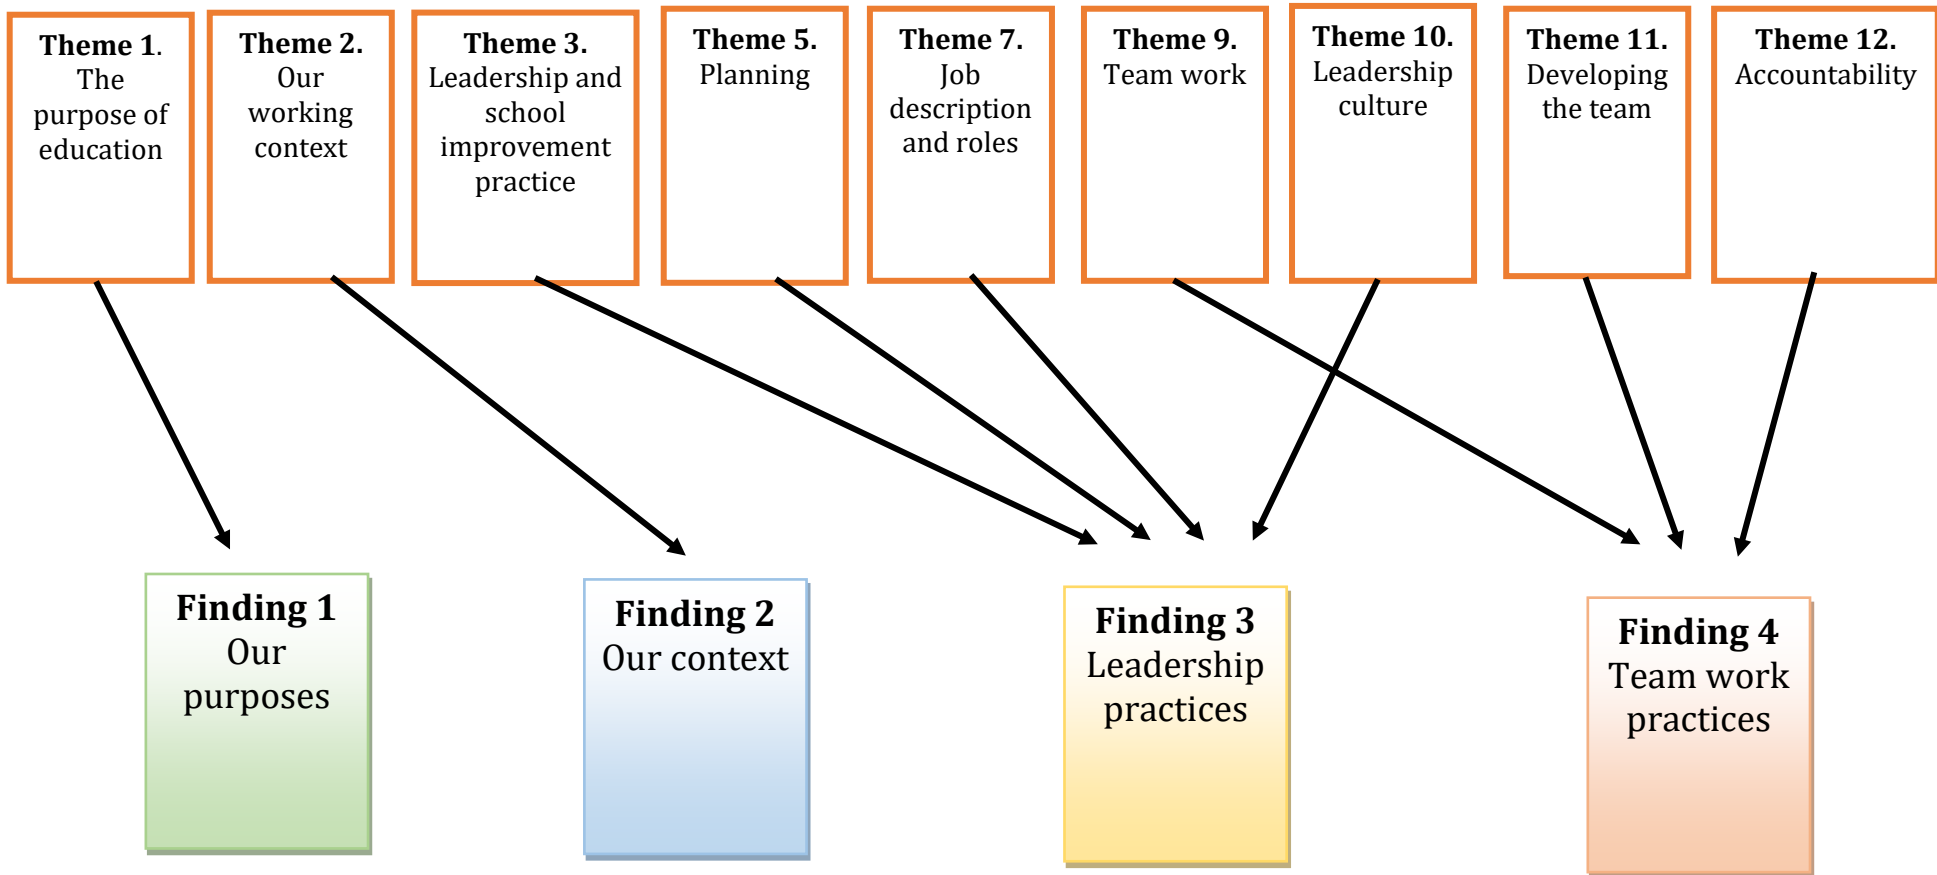 Theme 1.
The
purpose of
education
Theme 2.
Our
working
context
Theme 3.
Leadership and
school
improvement
practice
Theme 5.
Planning
Theme 7.
Job
description
and roles
Theme 9.
Team work
Theme 10.
Leadership
culture
Theme 11.
Developing
the team
Theme 12.
Accountability
Finding 1
Our
purposes
Finding 2
Our context
Finding 3
Leadership
practices
Finding 4
Team work
practices